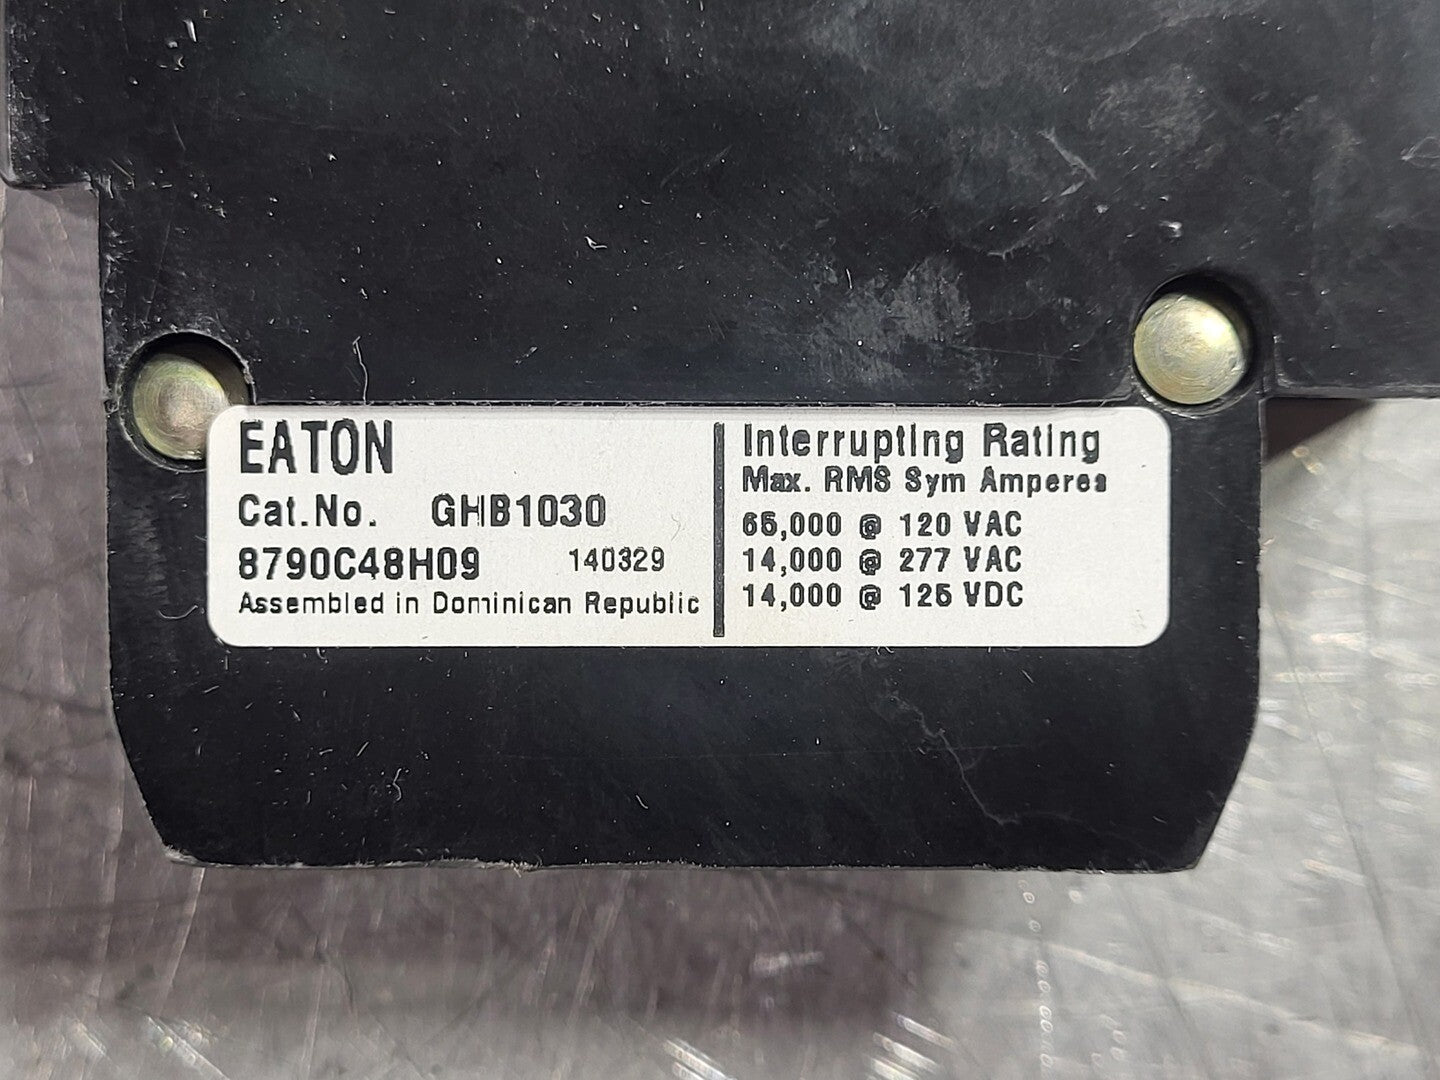 EATON
Cat.No. GHB1030
8790C48H09 140329
Assembled in Dominican Republic
Interrupting Rating
Max. RMS Sym Amperes
65,000 @ 120 VAC
14,000 @ 277 VAC
14,000 @ 125 VDC